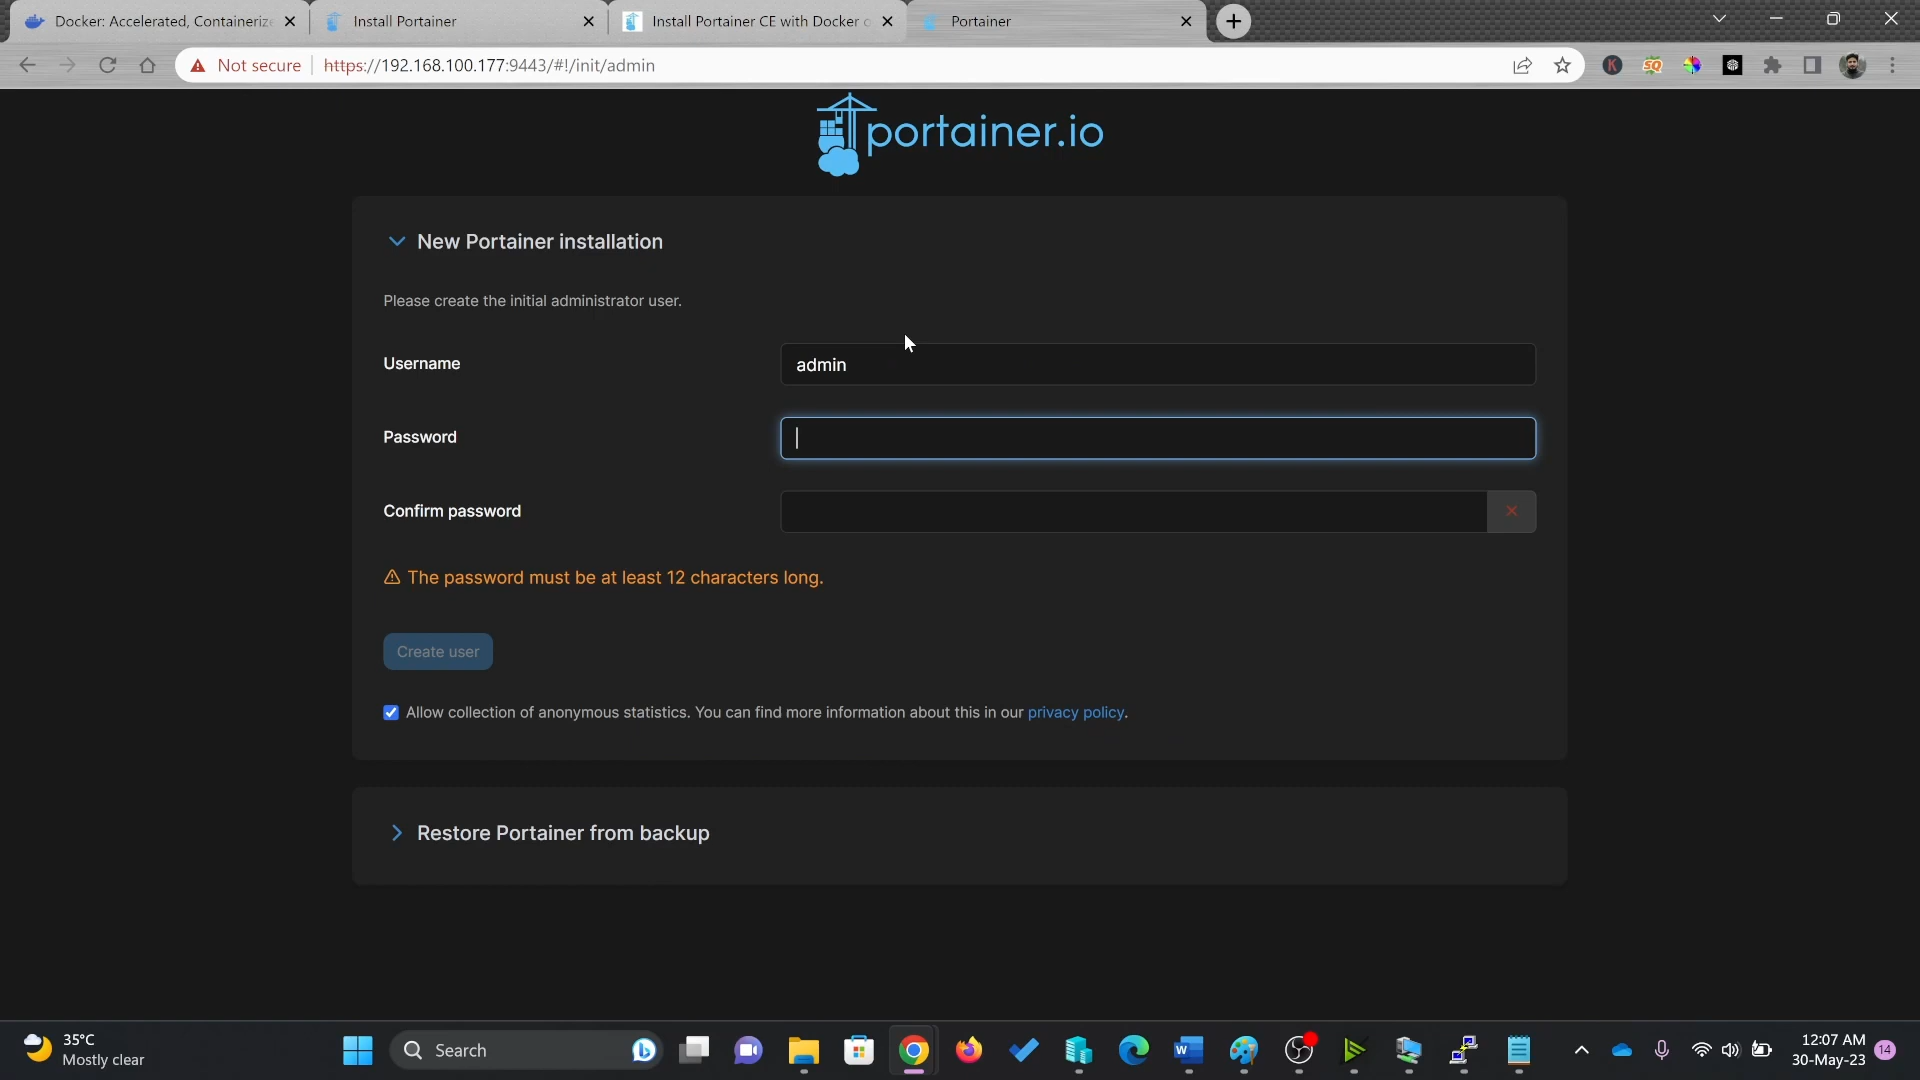 Docker: Accelerated, Containerize
Install Portainer
Install Portainer CE with Docker o
Portainer
Not secure
https://192.168.100.177:9443/#!/init/admin
K
SQ
portainer.io
New Portainer installation
Please create the initial administrator user.
Username
admin
Password
Confirm password
The password must be at least 12 characters long.
Create user
Allow collection of anonymous statistics. You can find more information about this in our privacy policy.
Restore Portainer from backup
35°C
Mostly clear
Search
W
12:07 AM
30-May-23
14